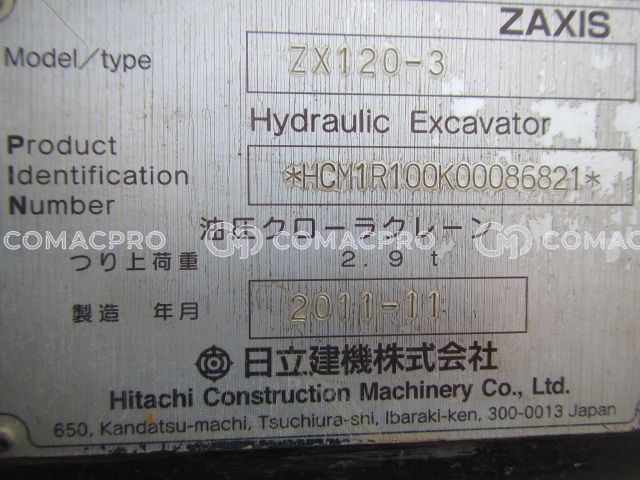 ZAXIS
Model/type ZX120-3
Hydraulic Excavator
Product
Identification *HCM1R100K00086821*
Number
油圧クローラクレーン
COMACPRO COMACPRO COMACPRO
つり上荷重 2.9t
製造 年月 2011-11
日立建機株式会社
Hitachi Construction Machinery Co., Ltd.
650, Kandatsu-machi, Tsuchiura-shi, Ibaraki-ken, 300-0013 Japan